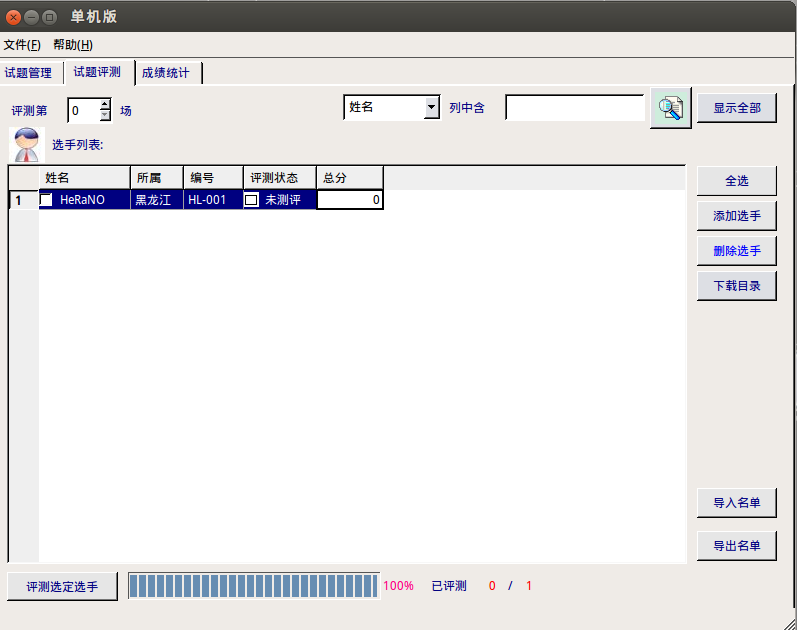 单机版
文件(F) 帮助(H)
试题管理 试题评测 成绩统计
评测第 0 场 姓名 列中含 显示全部
选手列表:
姓名 所属 编号 评测状态 总分
1 HeRaNO 黑龙江 HL-001 未测评 0
全选
添加选手
删除选手
下载目录
导入名单
导出名单
评测选定选手 100% 已评测 0 / 1